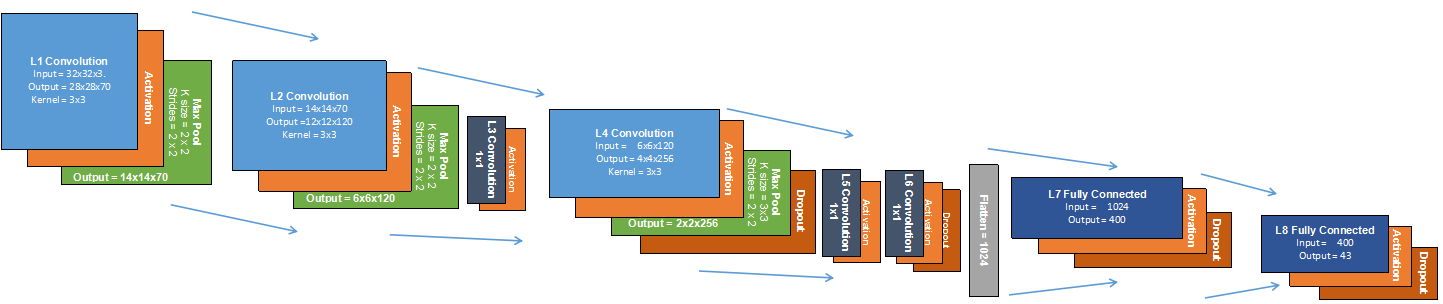 L1 Convolution
Input = 32x32x3.
Output = 28x28x70
Kernel = 3x3
Activation
Max Pool
K size = 2 x 2
Strides = 2 x 2
Output = 14x14x70
L2 Convolution
Input = 14x14x70
Output =12x12x120
Kernel = 3x3
Activation
Max Pool
K size = 2 x 2
Strides = 2 x 2
Output = 6x6x120
L3 Convolution
1x1
Activation
L4 Convolution
Input = 6x6x120
Output = 4x4x256
Kernel = 3x3
Activation
Max Pool
K size = 3x3
Strides = 2 x 2
Output = 2x2x256
Dropout
L5 Convolution
1x1
Activation
L6 Convolution
1x1
Activation
Dropout
Flatten = 1024
L7 Fully Connected
Input = 1024
Output = 400
Activation
Dropout
L8 Fully Connected
Input = 400
Output = 43
Activation
Dropout